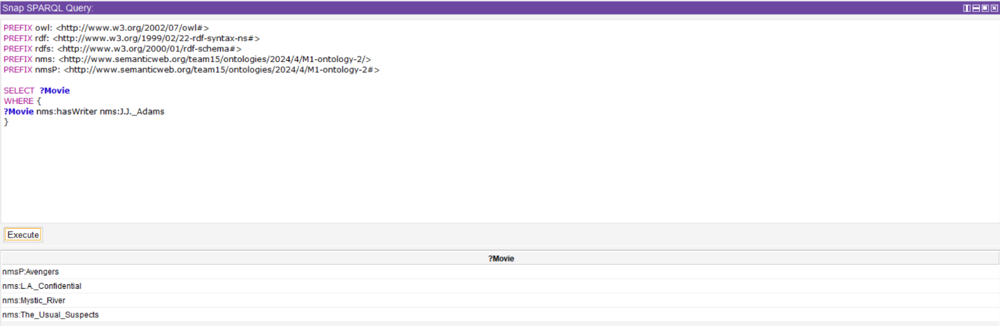 Snap SPARQL Query:
PREFIX owl: <http://www.w3.org/2002/07/owl#>
PREFIX rdf: <http://www.w3.org/1999/02/22-rdf-syntax-ns#>
PREFIX rdfs: <http://www.w3.org/2000/01/rdf-schema#>
PREFIX nms: <http://www.semanticweb.org/team15/ontologies/2024/4/M1-ontology-2/>
PREFIX nmsP: <http://www.semanticweb.org/team15/ontologies/2024/4/M1-ontology-2#>
SELECT ?Movie
WHERE {
?Movie nms:hasWriter nms:J.J._Adams
}
Execute
?Movie
nmsP:Avengers
nms:L.A._Confidential
nms:Mystic_River
nms:The_Usual_Suspects